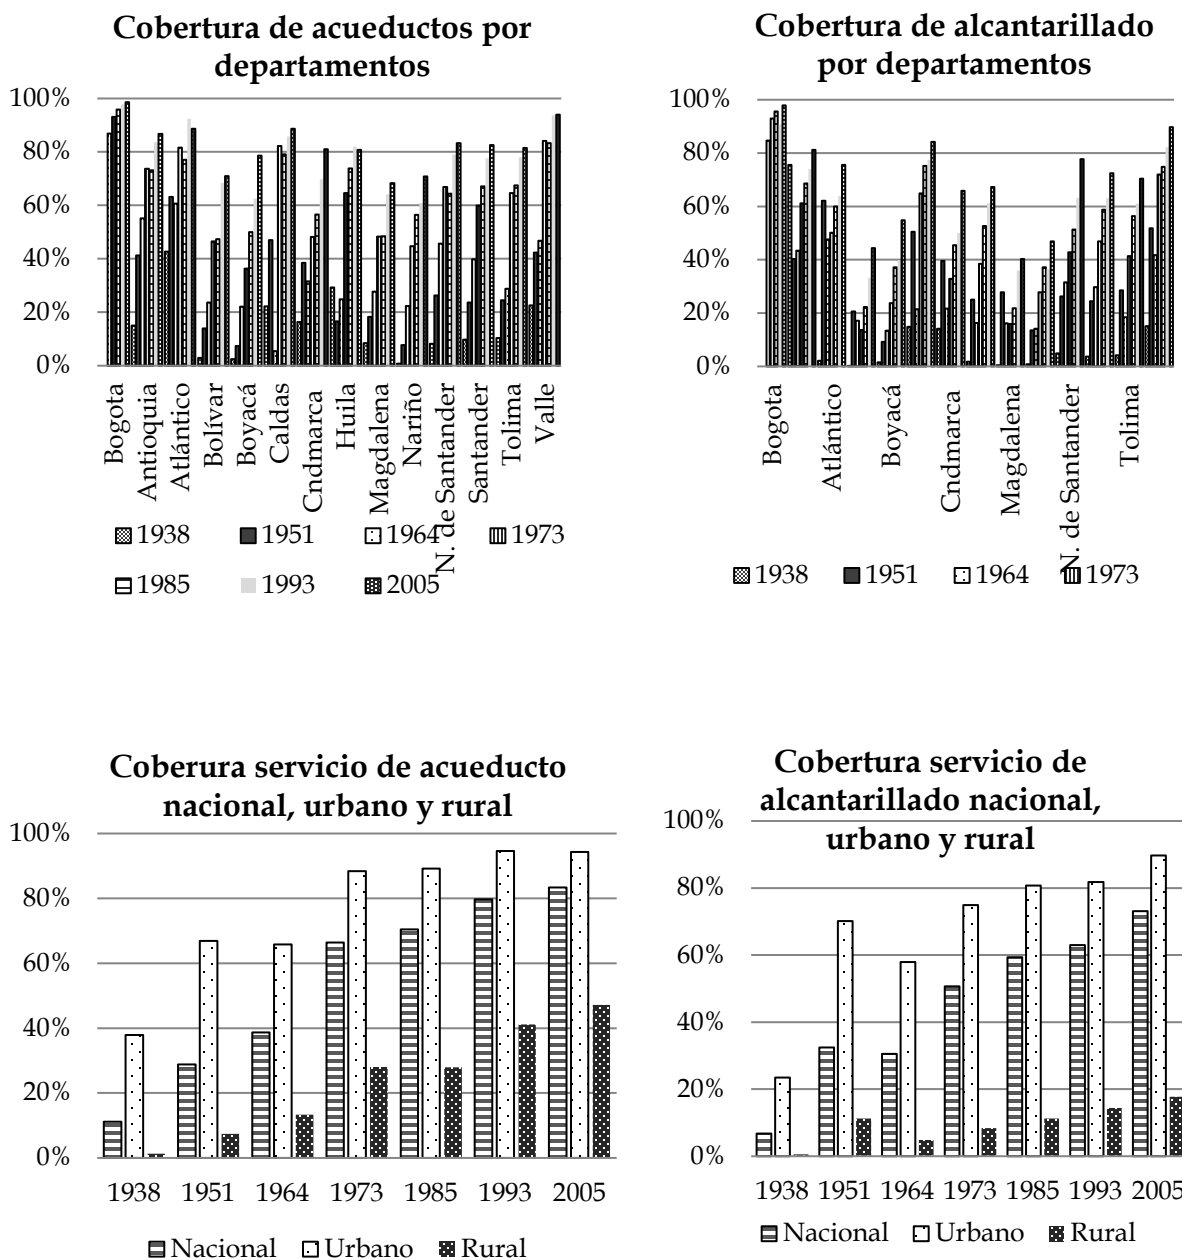 Cobertura de acueductos por
departamentos
100%
80%
60%
40%
20%
0%
Bogota
Antioquia
Atlántico
Bolívar
Boyacá
Caldas
Cndmarca
Huila
Magdalena
Nariño
N. de Santander
Santander
Tolima
Valle
1938 1951 1964 1973
1985 1993 2005
Cobertura de alcantarillado
por departamentos
100%
80%
60%
40%
20%
0%
Bogota
Atlántico
Boyacá
Cndmarca
Magdalena
N. de Santander
Tolima
1938 1951 1964 1973
Coberura servicio de acueducto
nacional, urbano y rural
100%
80%
60%
40%
20%
0%
1938 1951 1964 1973 1985 1993 2005
Nacional Urbano Rural
Cobertura servicio de
alcantarillado nacional,
urbano y rural
100%
80%
60%
40%
20%
0%
1938 1951 1964 1973 1985 1993 2005
Nacional Urbano Rural